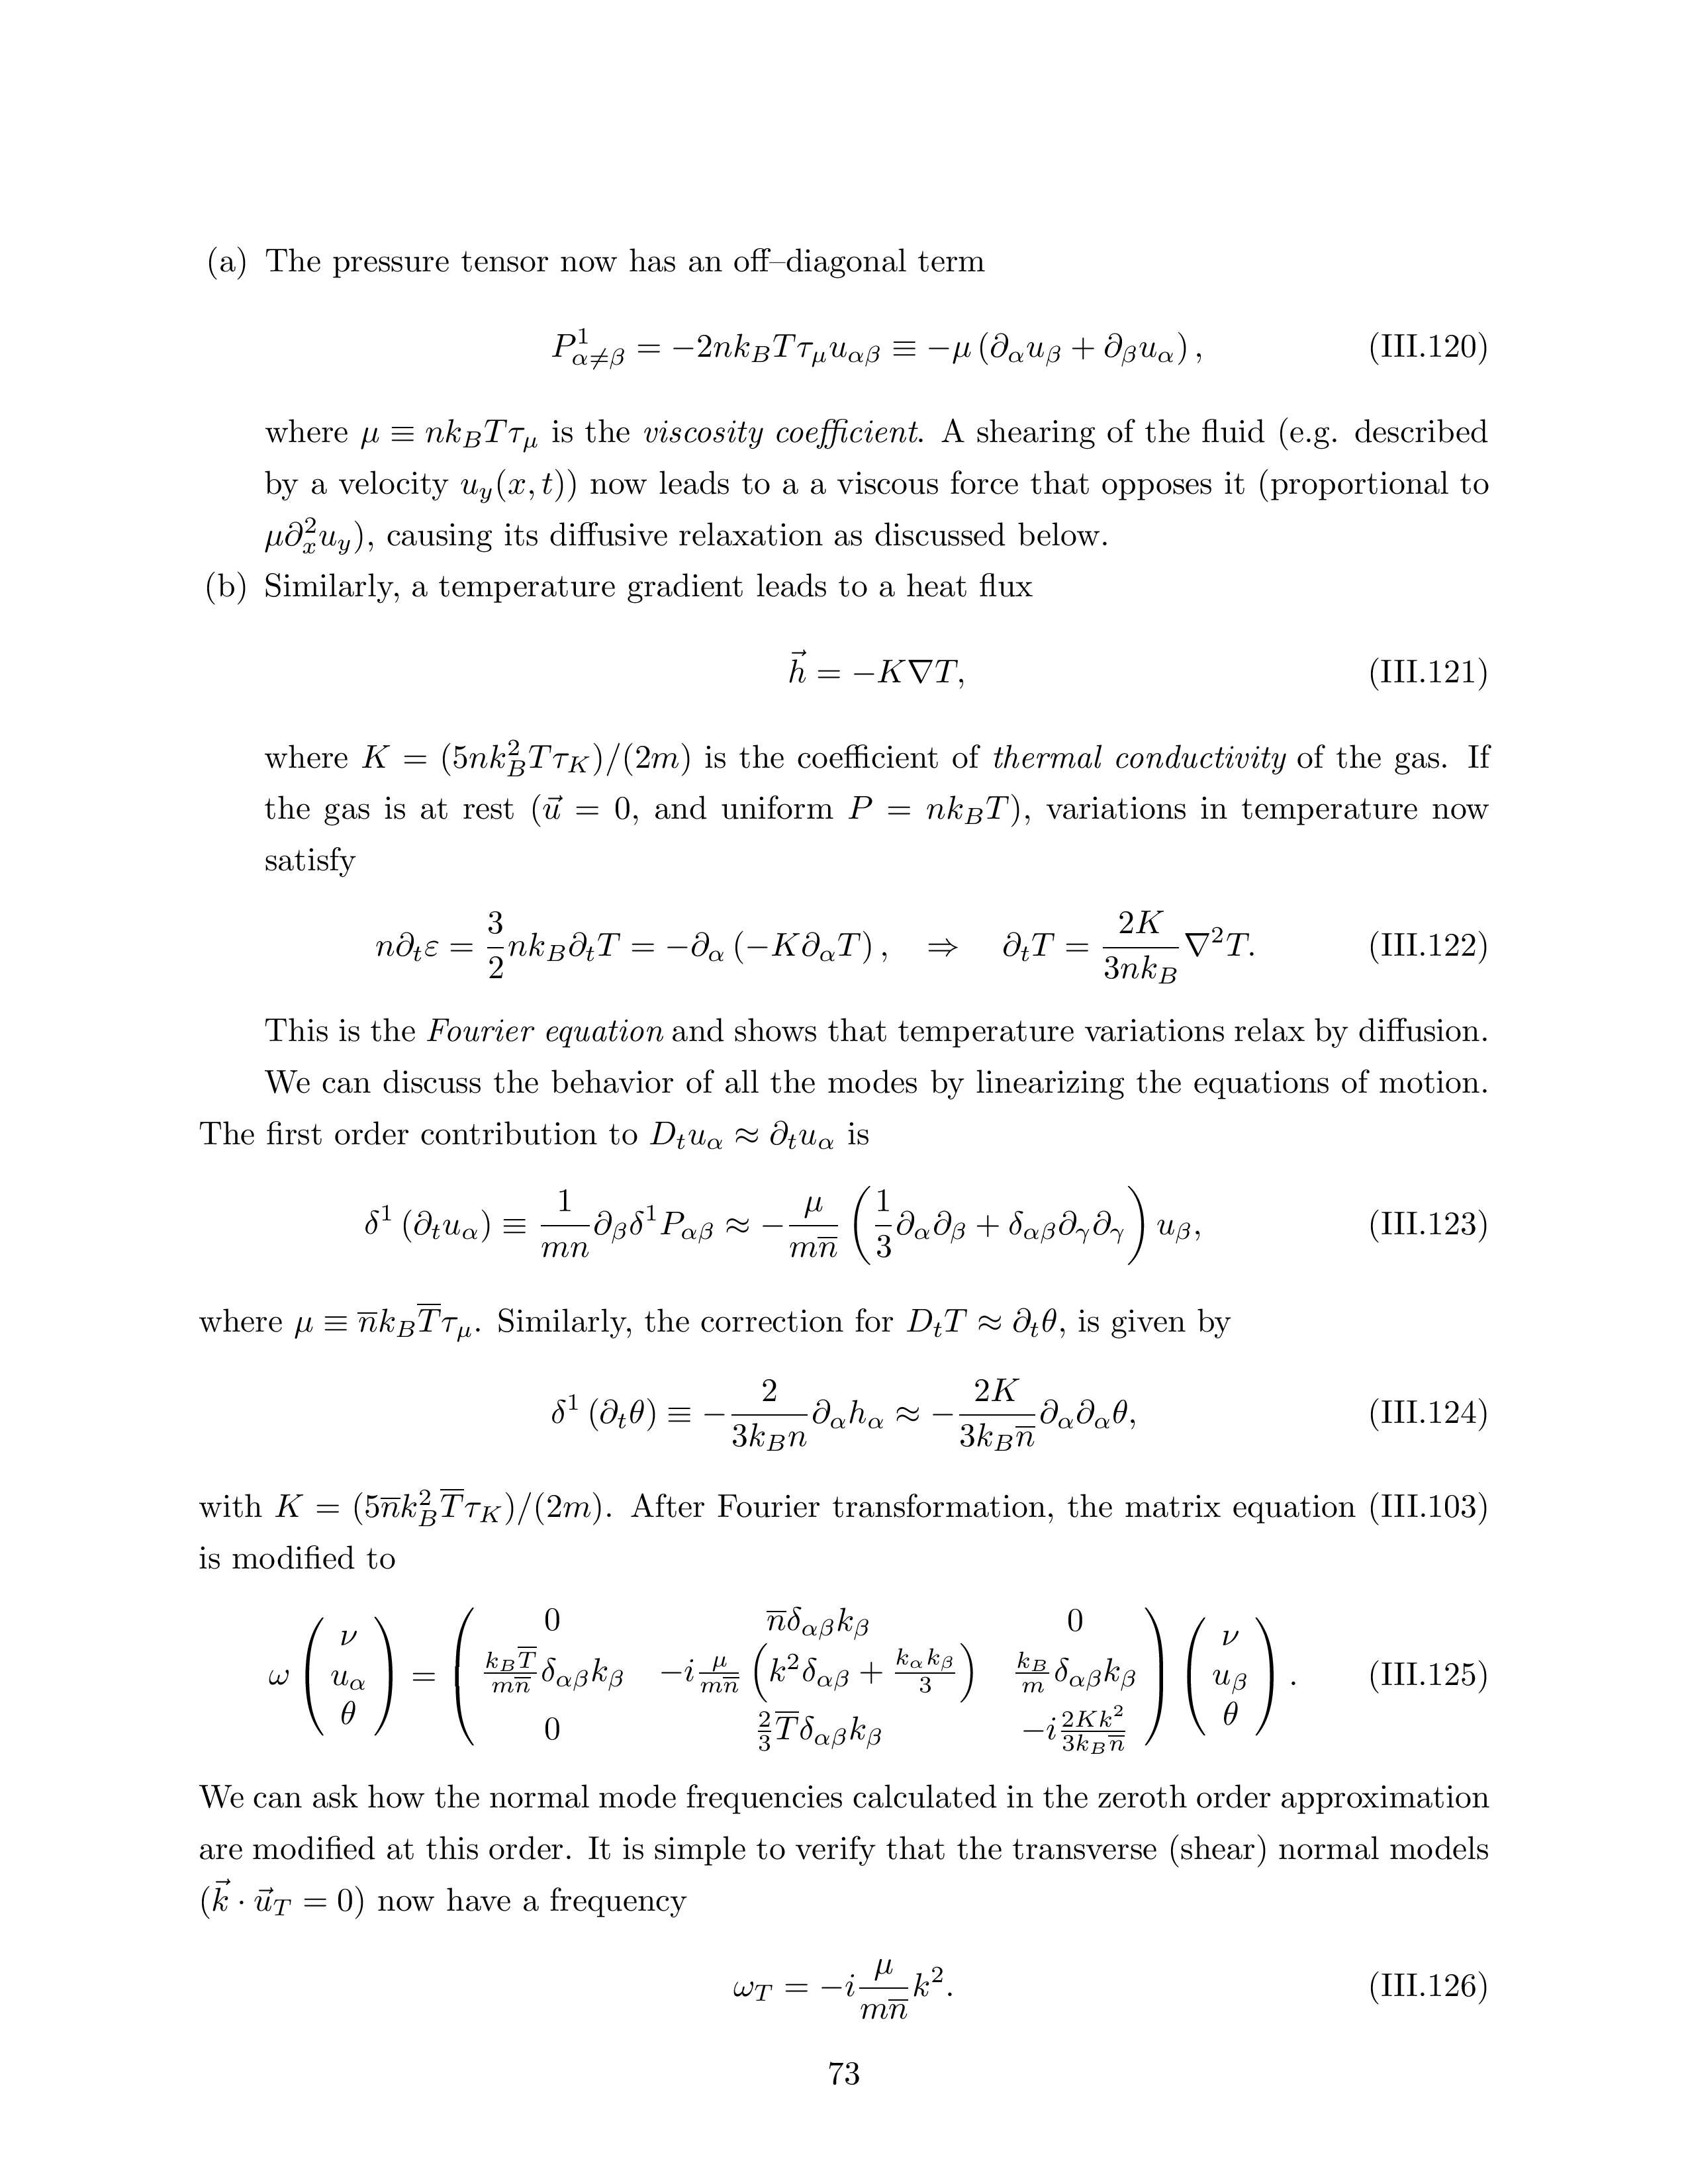 (a) The pressure tensor now has an off–diagonal term
$P^1_{\alpha\neq\beta} = -2nk_BT\tau_\mu u_{\alpha\beta} \equiv -\mu\left(\partial_\alpha u_\beta + \partial_\beta u_\alpha\right),$ (III.120)
where $\mu \equiv nk_BT\tau_\mu$ is the viscosity coefficient. A shearing of the fluid (e.g. described
by a velocity $u_y(x,t)$) now leads to a a viscous force that opposes it (proportional to
$\mu\partial_x^2 u_y$), causing its diffusive relaxation as discussed below.
(b) Similarly, a temperature gradient leads to a heat flux
$\vec{h} = -K\nabla T,$ (III.121)
where $K = (5nk_B^2T\tau_K)/(2m)$ is the coefficient of thermal conductivity of the gas. If
the gas is at rest ($\vec{u} = 0$, and uniform $P = nk_BT$), variations in temperature now
satisfy
$n\partial_t\varepsilon = \frac{3}{2}nk_B\partial_tT = -\partial_\alpha\left(-K\partial_\alpha T\right), \quad \Rightarrow \quad \partial_tT = \frac{2K}{3nk_B}\nabla^2T.$ (III.122)
This is the Fourier equation and shows that temperature variations relax by diffusion.
We can discuss the behavior of all the modes by linearizing the equations of motion.
The first order contribution to $D_tu_\alpha \approx \partial_tu_\alpha$ is
$\delta^1\left(\partial_tu_\alpha\right) \equiv \frac{1}{mn}\partial_\beta\delta^1P_{\alpha\beta} \approx -\frac{\mu}{m\overline{n}}\left(\frac{1}{3}\partial_\alpha\partial_\beta + \delta_{\alpha\beta}\partial_\gamma\partial_\gamma\right)u_\beta,$ (III.123)
where $\mu \equiv \overline{n}k_B\overline{T}\tau_\mu$. Similarly, the correction for $D_tT \approx \partial_t\theta$, is given by
$\delta^1\left(\partial_t\theta\right) \equiv -\frac{2}{3k_Bn}\partial_\alpha h_\alpha \approx -\frac{2K}{3k_B\overline{n}}\partial_\alpha\partial_\alpha\theta,$ (III.124)
with $K = (5\overline{n}k_B^2\overline{T}\tau_K)/(2m)$. After Fourier transformation, the matrix equation (III.103)
is modified to
$\omega\begin{pmatrix}\nu\\u_\alpha\\\theta\end{pmatrix} = \begin{pmatrix}0 & \overline{n}\delta_{\alpha\beta}k_\beta & 0\\\frac{k_B\overline{T}}{m\overline{n}}\delta_{\alpha\beta}k_\beta & -i\frac{\mu}{m\overline{n}}\left(k^2\delta_{\alpha\beta} + \frac{k_\alpha k_\beta}{3}\right) & \frac{k_B}{m}\delta_{\alpha\beta}k_\beta\\0 & \frac{2}{3}\overline{T}\delta_{\alpha\beta}k_\beta & -i\frac{2Kk^2}{3k_B\overline{n}}\end{pmatrix}\begin{pmatrix}\nu\\u_\beta\\\theta\end{pmatrix}.$ (III.125)
We can ask how the normal mode frequencies calculated in the zeroth order approximation
are modified at this order. It is simple to verify that the transverse (shear) normal models
($\vec{k}\cdot\vec{u}_T = 0$) now have a frequency
$\omega_T = -i\frac{\mu}{m\overline{n}}k^2.$ (III.126)
73